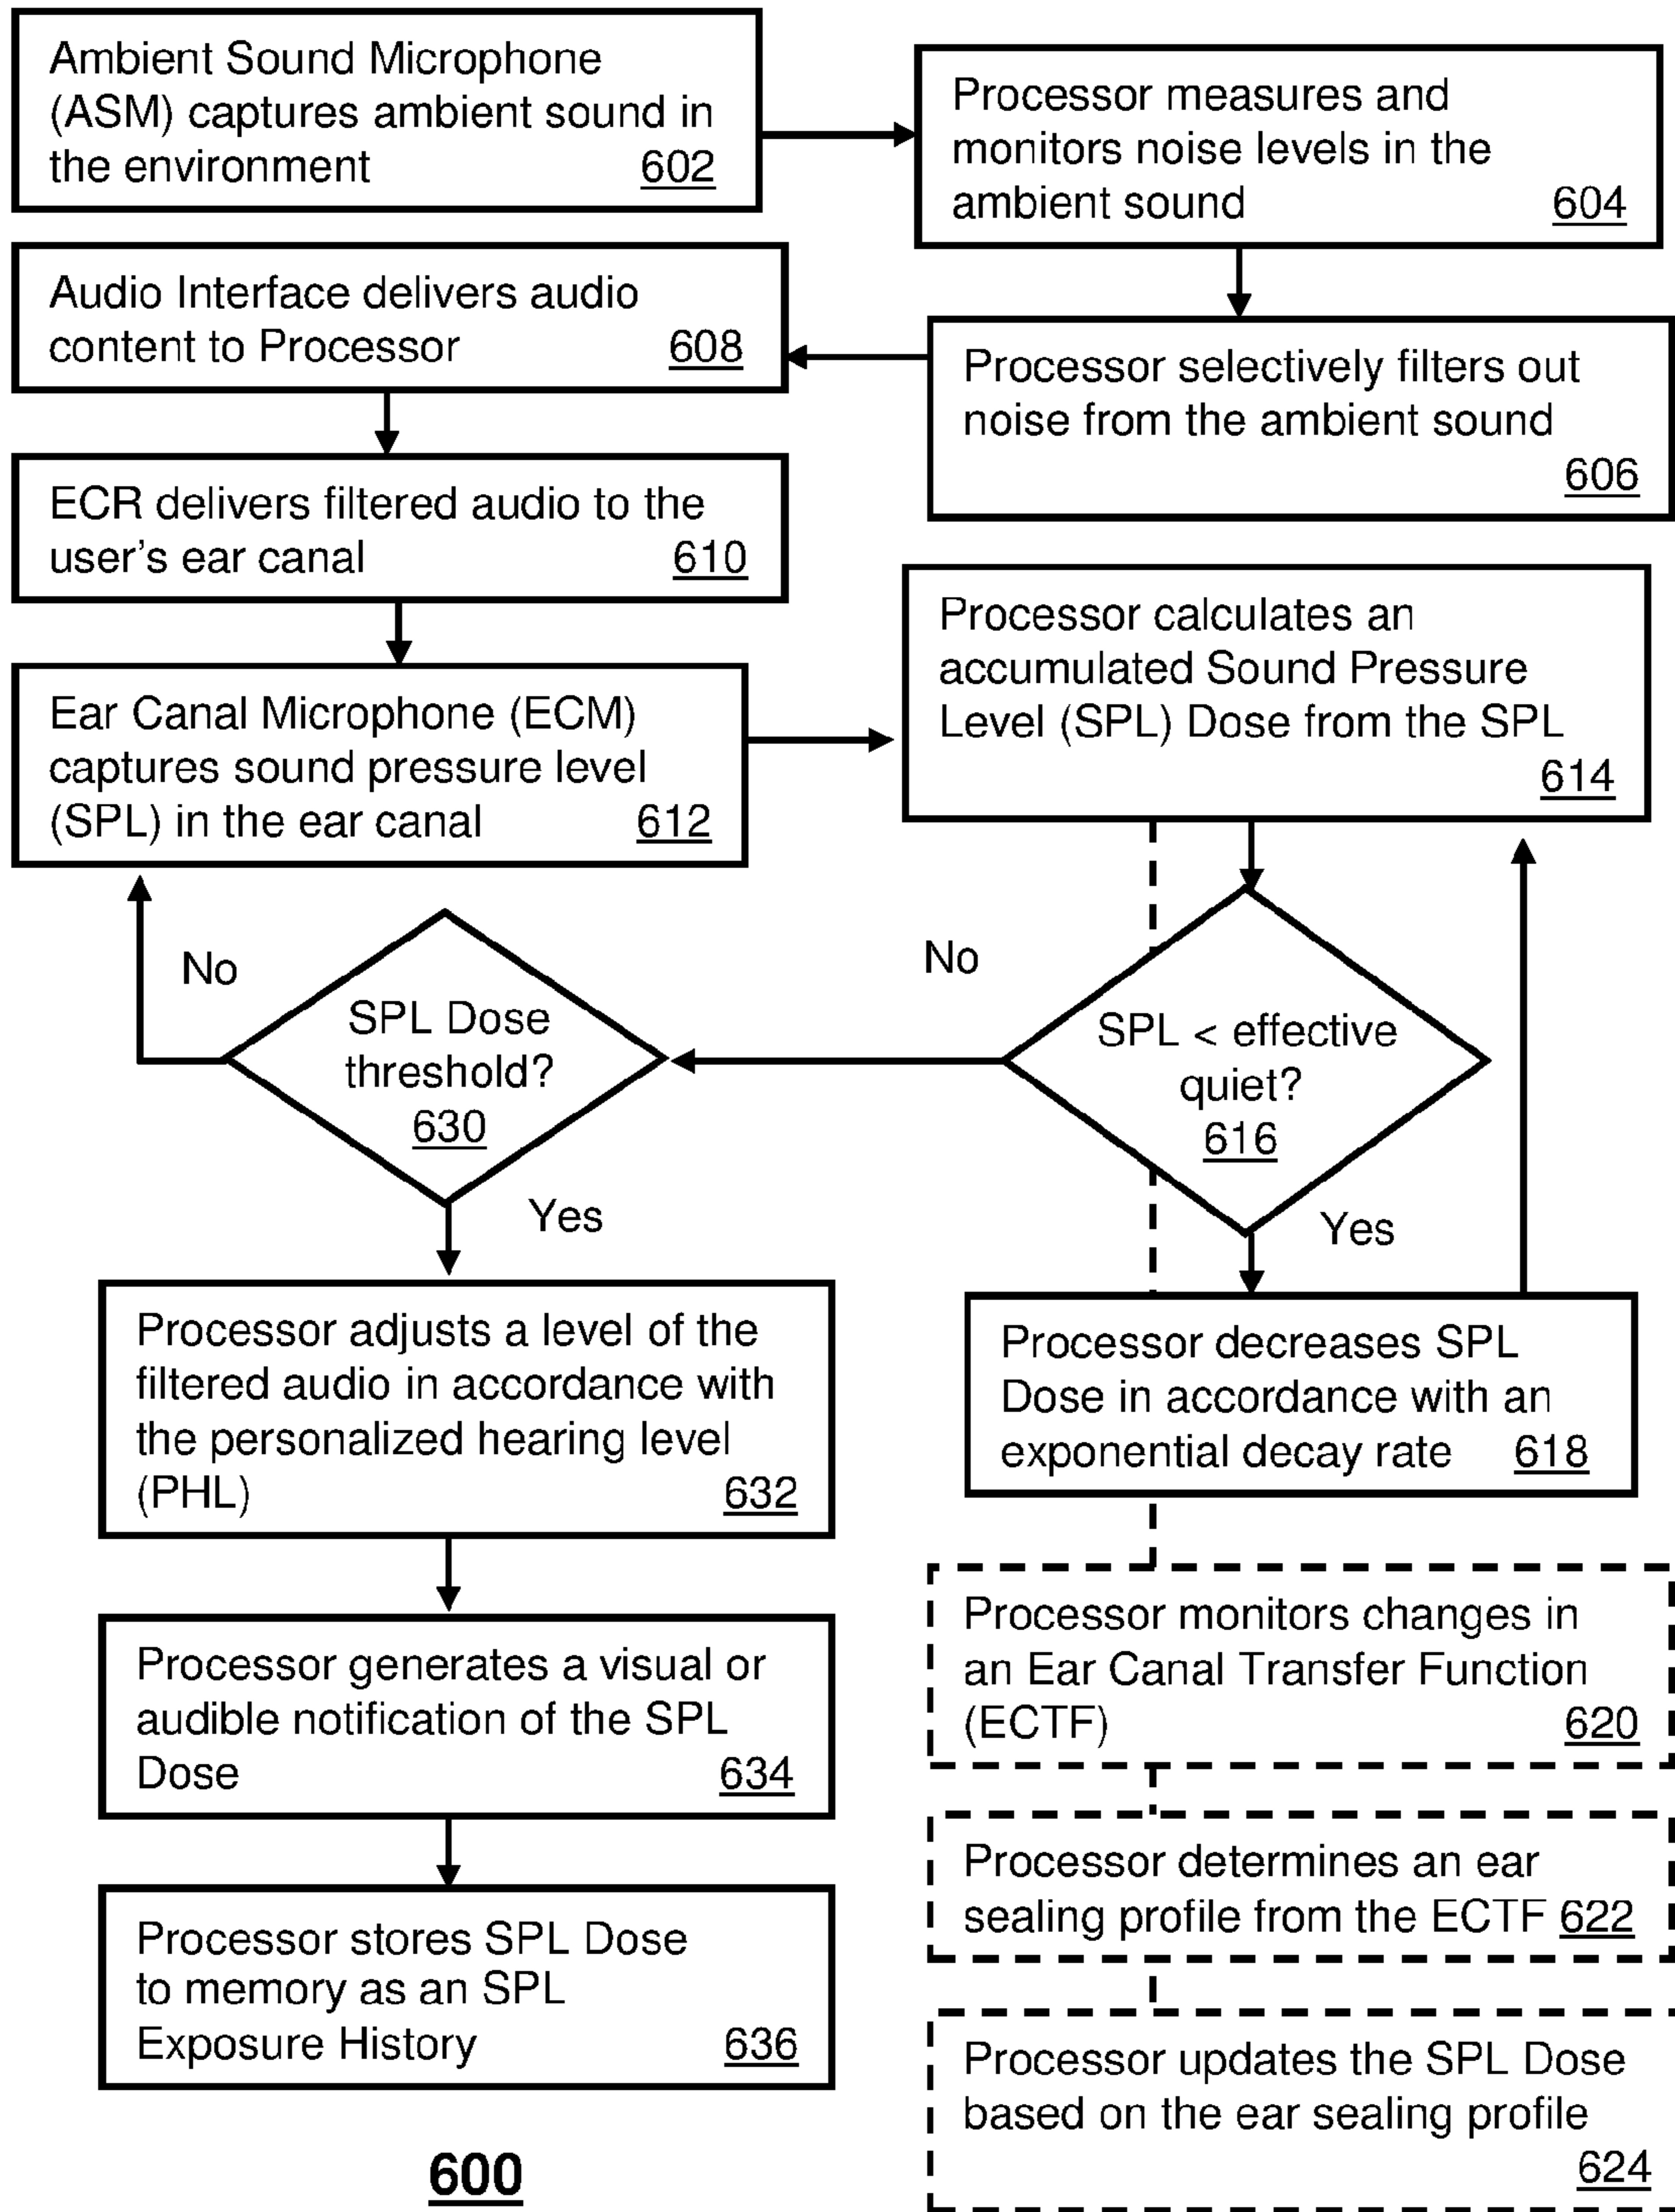 Ambient Sound Microphone
(ASM) captures ambient sound in
the environment 602
Processor measures and
monitors noise levels in the
ambient sound 604
Processor selectively filters out
noise from the ambient sound
606
Audio Interface delivers audio
content to Processor 608
ECR delivers filtered audio to the
user's ear canal 610
Ear Canal Microphone (ECM)
captures sound pressure level
(SPL) in the ear canal 612
Processor calculates an
accumulated Sound Pressure
Level (SPL) Dose from the SPL
614
SPL < effective
quiet?
616
No
Yes
Processor decreases SPL
Dose in accordance with an
exponential decay rate 618
Processor monitors changes in
an Ear Canal Transfer Function
(ECTF) 620
Processor determines an ear
sealing profile from the ECTF 622
Processor updates the SPL Dose
based on the ear sealing profile
624
SPL Dose
threshold?
630
No
Yes
Processor adjusts a level of the
filtered audio in accordance with
the personalized hearing level
(PHL) 632
Processor generates a visual or
audible notification of the SPL
Dose 634
Processor stores SPL Dose
to memory as an SPL
Exposure History 636
600